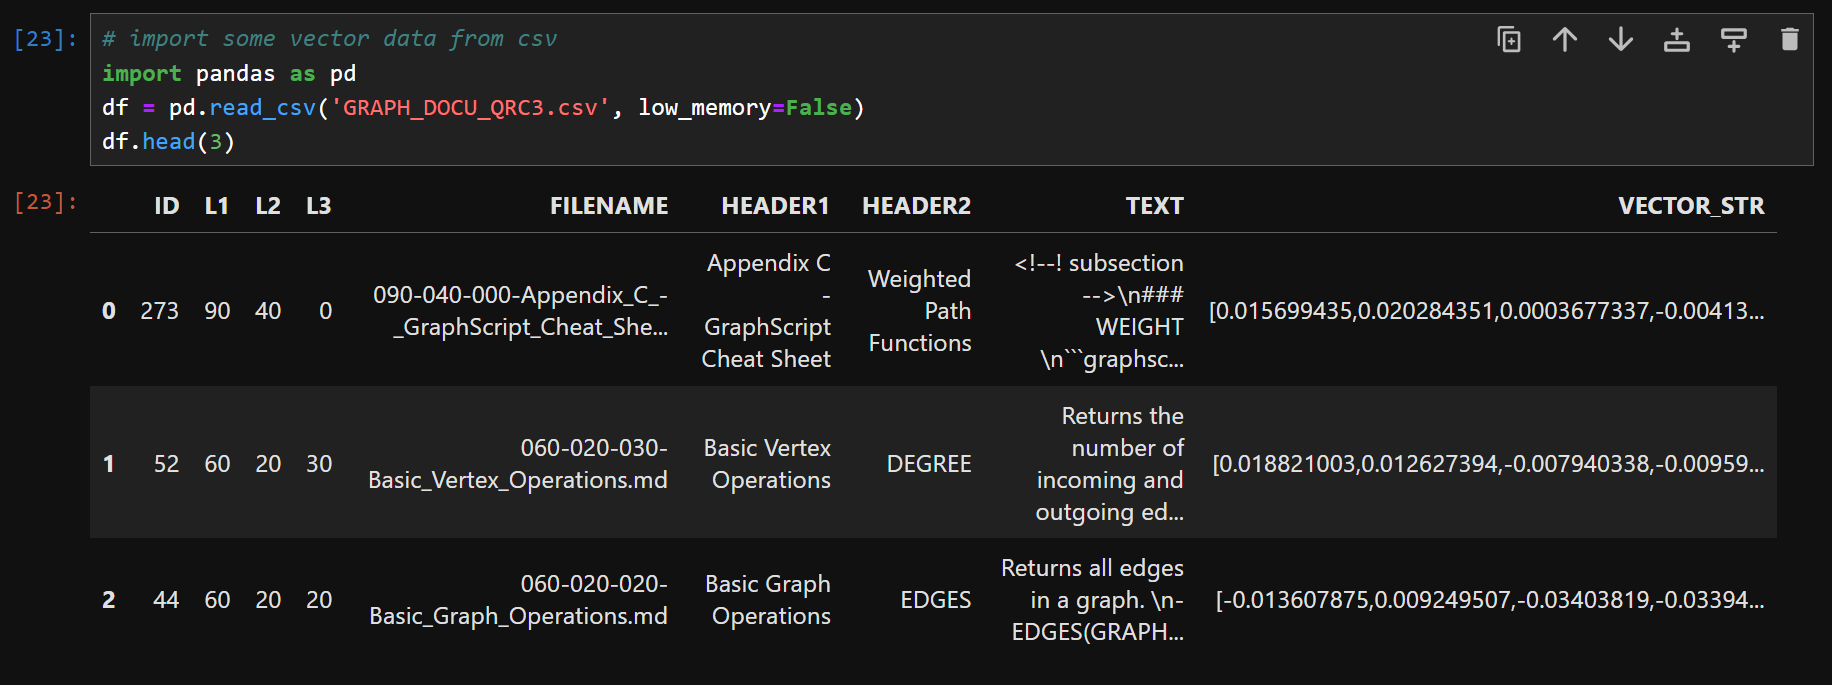 [23]:
# import some vector data from csv
import pandas as pd
df = pd.read_csv('GRAPH_DOCU_QRC3.csv', low_memory=False)
df.head(3)
[23]:
ID L1 L2 L3 FILENAME HEADER1 HEADER2 TEXT VECTOR_STR
0 273 90 40 0
090-040-000-Appendix_C_-
_GraphScript_Cheat_She...
Appendix C
-
GraphScript
Cheat Sheet
Weighted
Path
Functions
<!--! subsection
-->\n###
WEIGHT
\n```graphsc...
[0.015699435,0.020284351,0.0003677337,-0.00413...
1 52 60 20 30
060-020-030-
Basic_Vertex_Operations.md
Basic Vertex
Operations
DEGREE
Returns the
number of
incoming and
outgoing ed...
[0.018821003,0.012627394,-0.007940338,-0.00959...
2 44 60 20 20
060-020-020-
Basic_Graph_Operations.md
Basic Graph
Operations
EDGES
Returns all edges
in a graph. \n-
EDGES(GRAPH...
[-0.013607875,0.009249507,-0.03403819,-0.03394...